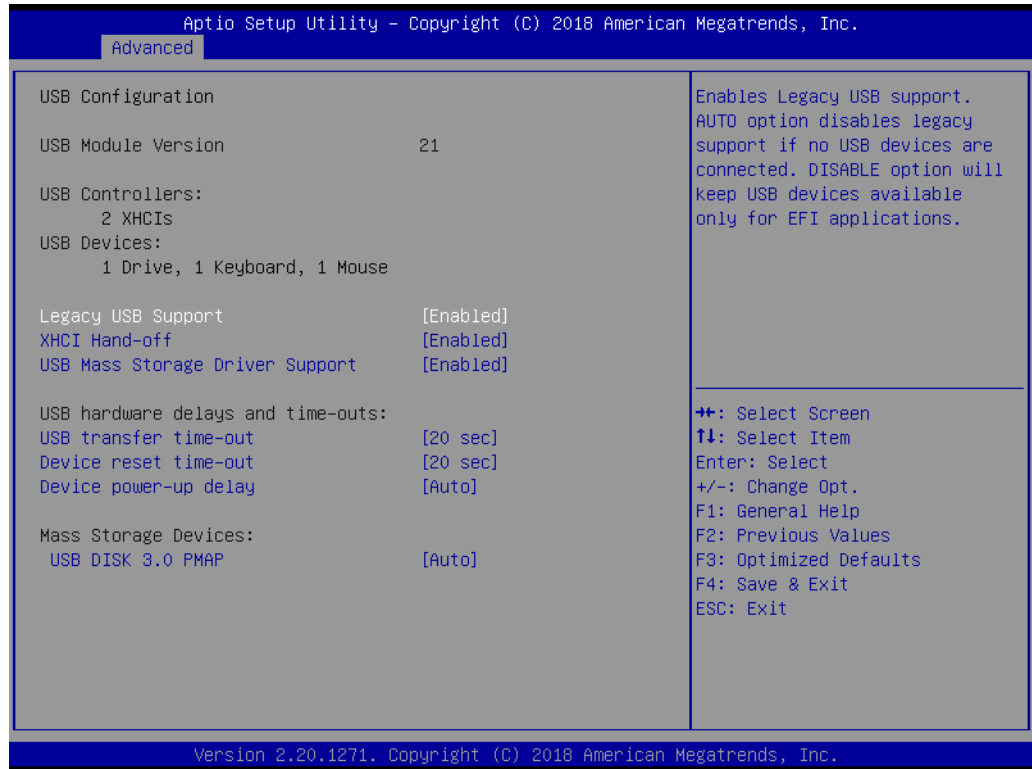 Aptio Setup Utility – Copyright (C) 2018 American Megatrends, Inc.
Advanced
USB Configuration
USB Module Version 21
USB Controllers:
2 XHCIs
USB Devices:
1 Drive, 1 Keyboard, 1 Mouse
Legacy USB Support [Enabled]
XHCI Hand-off [Enabled]
USB Mass Storage Driver Support [Enabled]
USB hardware delays and time-outs:
USB transfer time-out [20 sec]
Device reset time-out [20 sec]
Device power-up delay [Auto]
Mass Storage Devices:
USB DISK 3.0 PMAP [Auto]
Enables Legacy USB support.
AUTO option disables legacy
support if no USB devices are
connected. DISABLE option will
keep USB devices available
only for EFI applications.
→←: Select Screen
↑↓: Select Item
Enter: Select
+/-: Change Opt.
F1: General Help
F2: Previous Values
F3: Optimized Defaults
F4: Save & Exit
ESC: Exit
Version 2.20.1271. Copyright (C) 2018 American Megatrends, Inc.